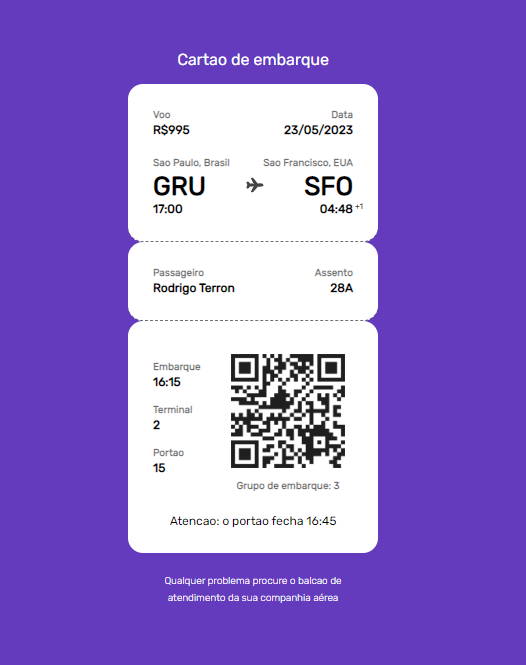 Cartao de embarque
Voo Data
R$995 23/05/2023
Sao Paulo, Brasil Sao Francisco, EUA
GRU SFO
17:00 04:48 +1
Passageiro Assento
Rodrigo Terron 28A
Embarque
16:15
Terminal
2
Portao
15
Grupo de embarque: 3
Atencao: o portao fecha 16:45
Qualquer problema procure o balcao de
atendimento da sua companhia aérea